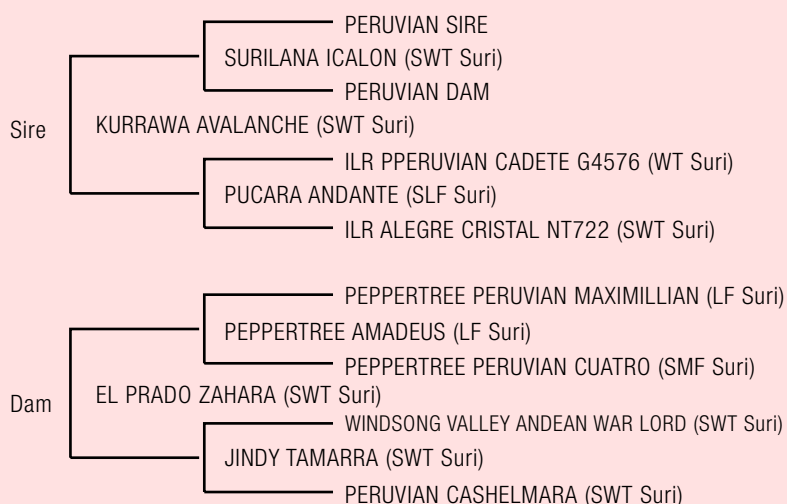 PERUVIAN SIRE
SURILANA ICALON (SWT Suri)
PERUVIAN DAM
Sire
KURRAWA AVALANCHE (SWT Suri)
ILR PPERUVIAN CADETE G4576 (WT Suri)
PUCARA ANDANTE (SLF Suri)
ILR ALEGRE CRISTAL NT722 (SWT Suri)
PEPPERTREE PERUVIAN MAXIMILLIAN (LF Suri)
PEPPERTREE AMADEUS (LF Suri)
PEPPERTREE PERUVIAN CUATRO (SMF Suri)
Dam
EL PRADO ZAHARA (SWT Suri)
WINDSONG VALLEY ANDEAN WAR LORD (SWT Suri)
JINDY TAMARRA (SWT Suri)
PERUVIAN CASHELMARA (SWT Suri)